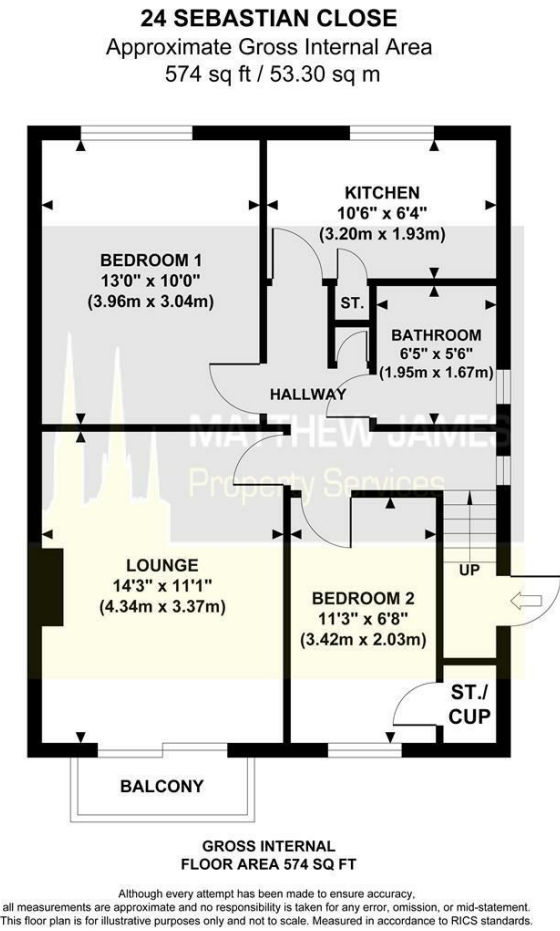 24 SEBASTIAN CLOSE
Approximate Gross Internal Area
574 sq ft / 53.30 sq m
KITCHEN
10'6" x 6'4"
(3.20m x 1.93m)
BEDROOM 1
13'0" x 10'0"
(3.96m x 3.04m)
ST.
BATHROOM
6'5" x 5'6"
(1.95m x 1.67m)
HALLWAY
MATTHEW JAMES
Property Services
LOUNGE
14'3" x 11'1"
(4.34m x 3.37m)
UP
BEDROOM 2
11'3" x 6'8"
(3.42m x 2.03m)
ST./
CUP
BALCONY
GROSS INTERNAL
FLOOR AREA 574 SQ FT
Although every attempt has been made to ensure accuracy,
all measurements are approximate and no responsibility is taken for any error, omission, or mid-statement.
This floor plan is for illustrative purposes only and not to scale. Measured in accordance to RICS standards.